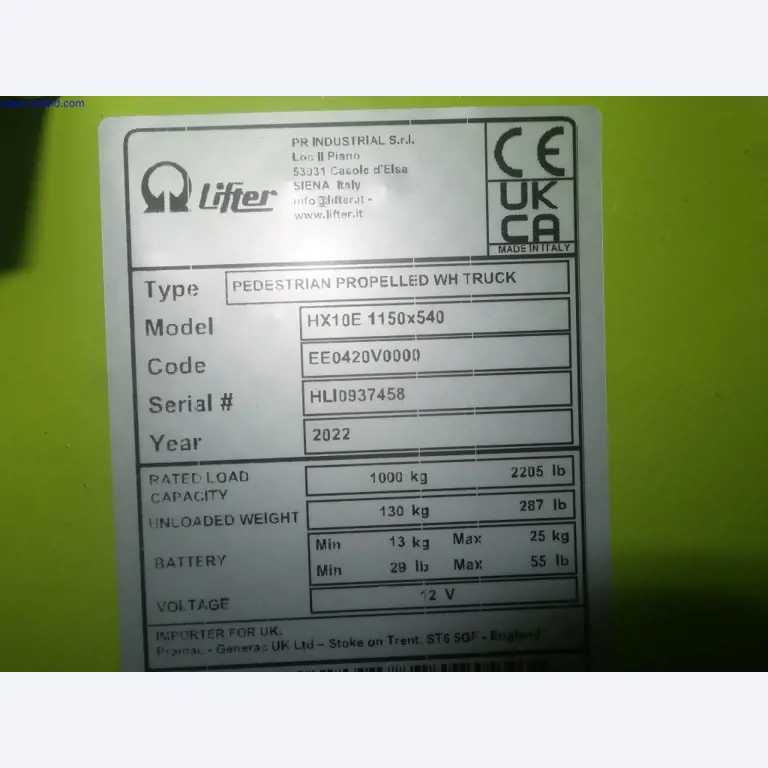 PR INDUSTRIAL S.r.l.
Loc Il Piano
53031 Casole d'Elsa
SIENA Italy
info@lifter.it -
www.lifter.it
Lifter
CE
UK
CA
MADE IN ITALY
Type PEDESTRIAN PROPELLED WH TRUCK
Model HX10E 1150x540
Code EE0420V0000
Serial # HLI0937458
Year 2022
RATED LOAD CAPACITY 1000 kg 2205 lb
UNLOADED WEIGHT 130 kg 287 lb
BATTERY Min 13 kg Max 25 kg
Min 29 lb Max 55 lb
VOLTAGE 12 V
IMPORTER FOR UK:
Pramac - Generac UK Ltd – Stoke on Trent, ST6 5GF - England